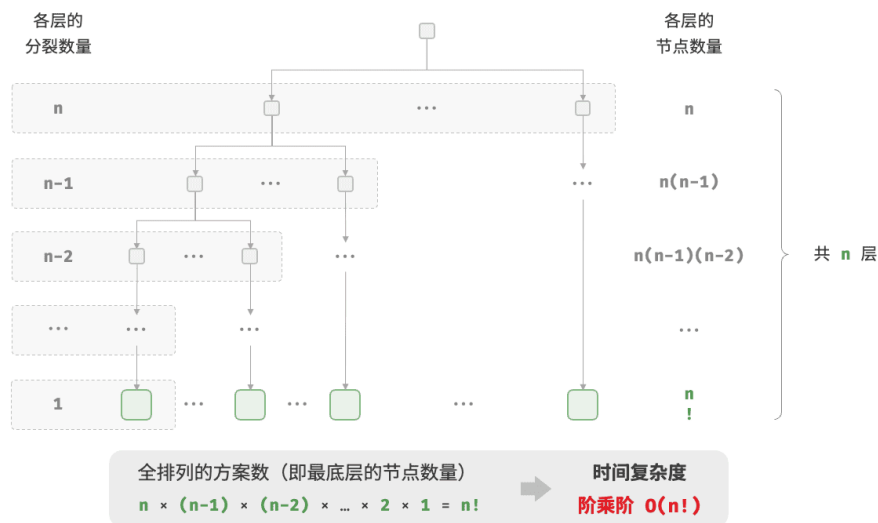 各层的
分裂数量
各层的
节点数量
n
...
n
n-1
...
...
n(n-1)
n-2
...
...
n(n-1)(n-2)
共 n 层
...
...
...
...
1
...
...
...
n
!
全排列的方案数（即最底层的节点数量）
n × (n-1) × (n-2) × … × 2 × 1 = n!
时间复杂度
阶乘阶 O(n!)